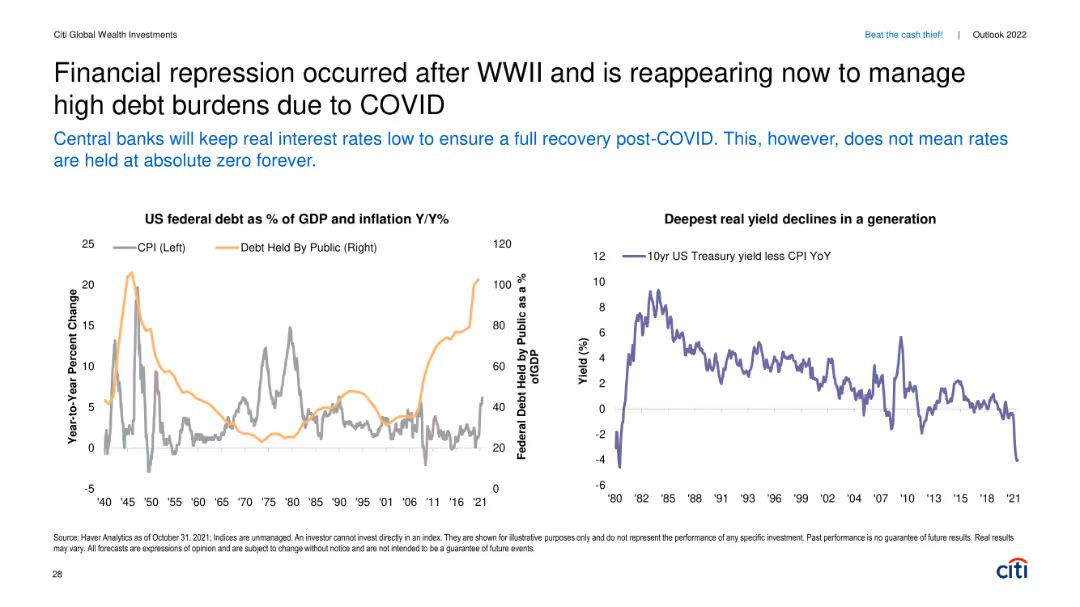 Citi Global Wealth Investments
Beat the cash thief! | Outlook 2022
Financial repression occurred after WWII and is reappearing now to manage
high debt burdens due to COVID
Central banks will keep real interest rates low to ensure a full recovery post-COVID. This, however, does not mean rates
are held at absolute zero forever.
US federal debt as % of GDP and inflation Y/Y%
CPI (Left)
Debt Held By Public (Right)
Year-to-Year Percent Change
25
20
15
10
5
0
-5
120
100
80
60
40
20
0
Federal Debt Held by Public as a %
ofGDP
'40 '45 '50 '55 '60 '65 '70 '75 '80 '85 '90 '95 '01 '06 '11 '16 '21
Deepest real yield declines in a generation
10yr US Treasury yield less CPI YoY
Yield (%)
12
10
8
6
4
2
0
-2
-4
-6
'80 '82 '85 '88 '91 '93 '96 '99 '02 '04 '07 '10 '13 '15 '18 '21
Source: Haver Analytics as of October 31, 2021; Indices are unmanaged. An investor cannot invest directly in an index. They are shown for illustrative purposes only and do not represent the performance of any specific investment. Past performance is no guarantee of future results. Real results
may vary. All forecasts are expressions of opinion and are subject to change without notice and are not intended to be a guarantee of future events.
28
citi